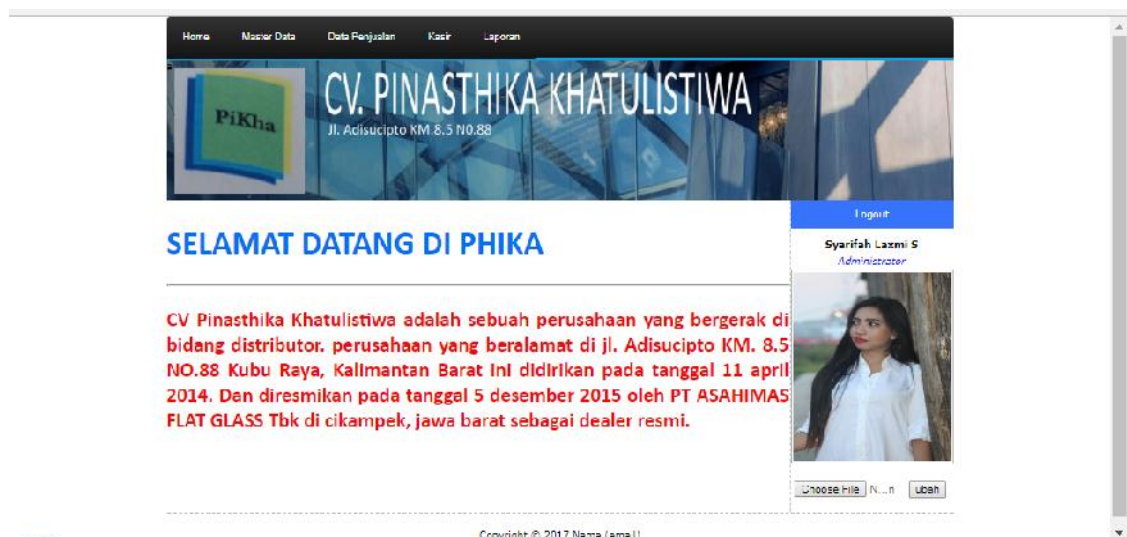 Home Master Data Data Penjualan Kasir Laporan
PiKha
CV. PINASTHIKA KHATULISTIWA
Jl. Adisucipto KM 8.5 N0.88
Logout
SELAMAT DATANG DI PHIKA
Syarifah Laxmi S
Administrator
CV Pinasthika Khatulistiwa adalah sebuah perusahaan yang bergerak di
bidang distributor. perusahaan yang beralamat di jl. Adisucipto KM. 8.5
NO.88 Kubu Raya, Kalimantan Barat ini didirikan pada tanggal 11 april
2014. Dan diresmikan pada tanggal 5 desember 2015 oleh PT ASAHIMAS
FLAT GLASS Tbk di cikampek, jawa barat sebagai dealer resmi.
Choose File N...n ubah
Copyright © 2017 Nama (email)